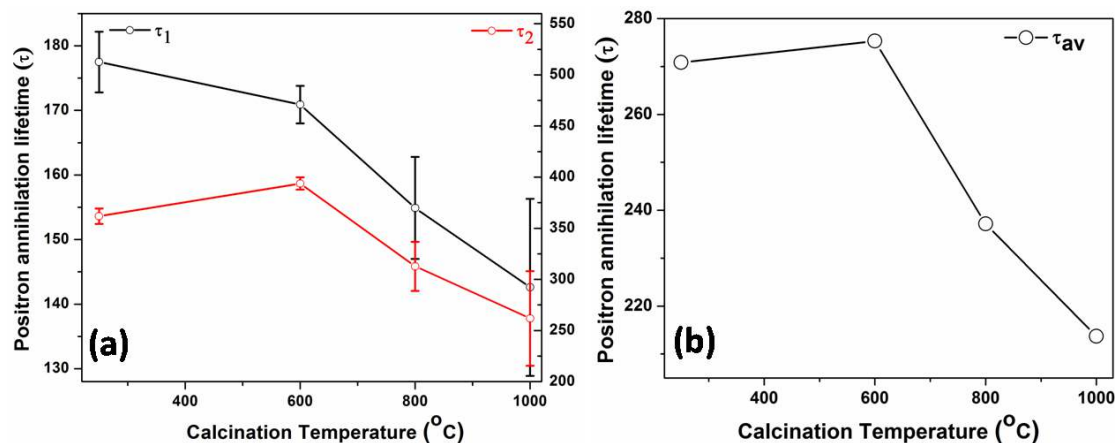 Positron annihilation lifetime (τ)
180
170
160
150
140
130
τ1
τ2
550
500
450
400
350
300
250
200
(a)
400
600
800
1000
Calcination Temperature (°C)
Positron annihilation lifetime (τ)
280
260
240
220
τav
(b)
400
600
800
1000
Calcination Temperature (°C)